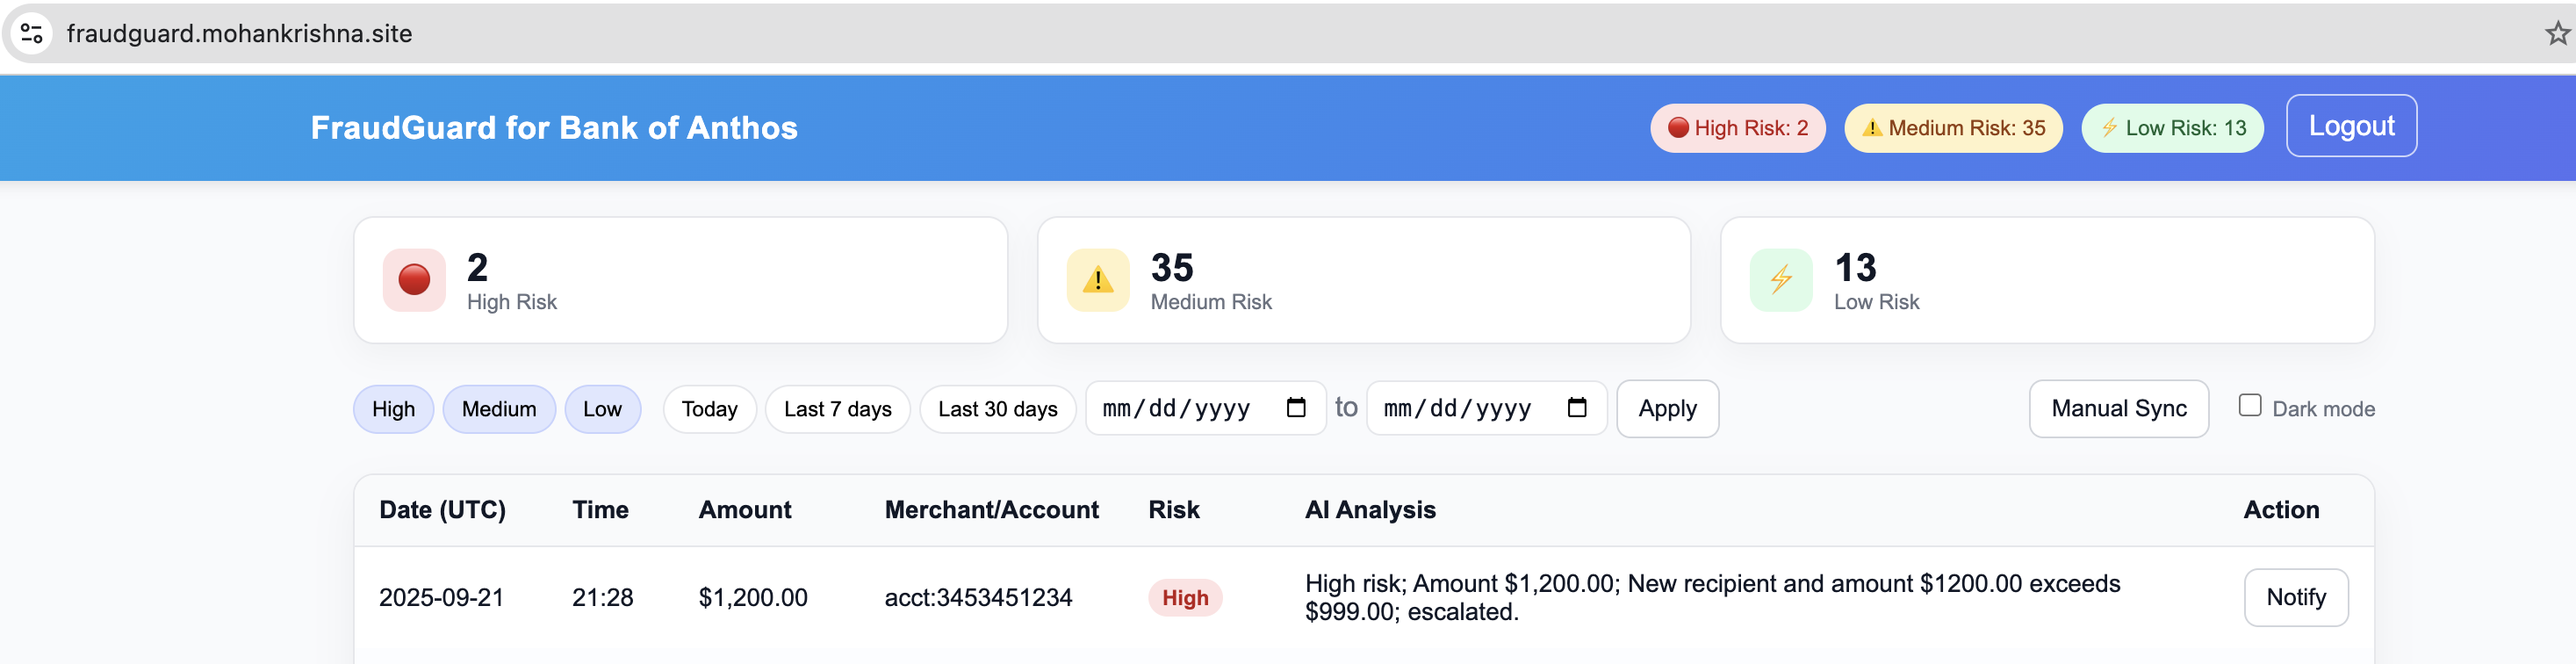 fraudguard.mohankrishna.site
FraudGuard for Bank of Anthos
High Risk: 2
Medium Risk: 35
Low Risk: 13
Logout
2
High Risk
35
Medium Risk
13
Low Risk
High Medium Low Today Last 7 days Last 30 days mm/dd/yyyy to mm/dd/yyyy Apply Manual Sync Dark mode
Date (UTC) Time Amount Merchant/Account Risk AI Analysis Action
2025-09-21 21:28 $1,200.00 acct:3453451234 High
High risk; Amount $1,200.00; New recipient and amount $1200.00 exceeds
$999.00; escalated.
Notify